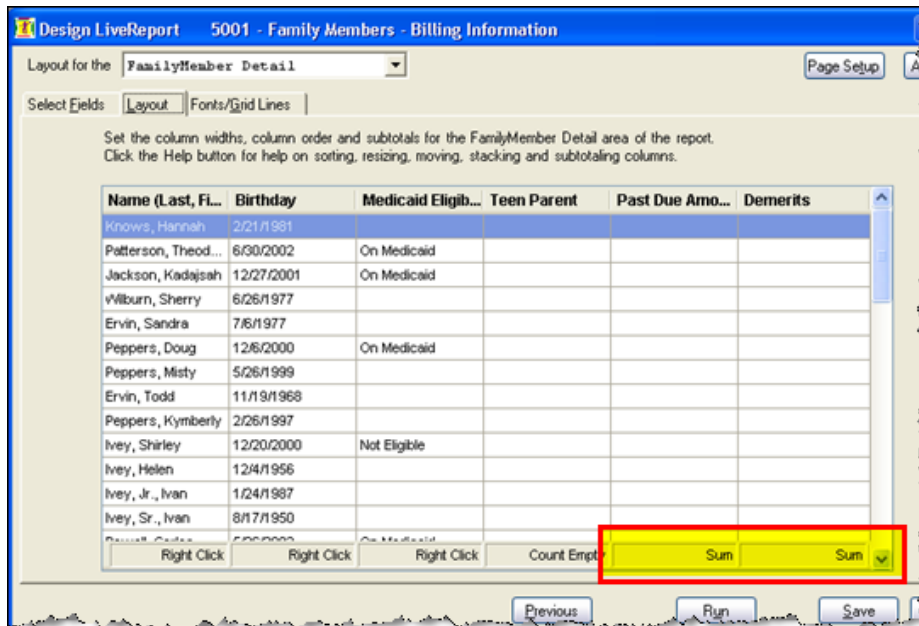 Design LiveReport 5001 - Family Members - Billing Information
Layout for the FamilyMember Detail Page Setup A
Select Fields Layout Fonts/Grid Lines
Set the column widths, column order and subtotals for the FamilyMember Detail area of the report.
Click the Help button for help on sorting, resizing, moving, stacking and subtotaling columns.
Name (Last, Fi... Birthday Medicaid Eligib... Teen Parent Past Due Amo... Demerits
Knows, Hannah 2/21/1981
Patterson, Theod... 6/30/2002 On Medicaid
Jackson, Kadajsah 12/27/2001 On Medicaid
Wilburn, Sherry 6/26/1977
Ervin, Sandra 7/6/1977
Peppers, Doug 12/6/2000 On Medicaid
Peppers, Misty 5/26/1999
Ervin, Todd 11/19/1968
Peppers, Kymberly 2/26/1997
Ivey, Shirley 12/20/2000 Not Eligible
Ivey, Helen 12/4/1956
Ivey, Jr., Ivan 1/24/1987
Ivey, Sr., Ivan 8/17/1950
On Medicaid
Right Click Right Click Right Click Count Empty Sum Sum
Previous Run Save